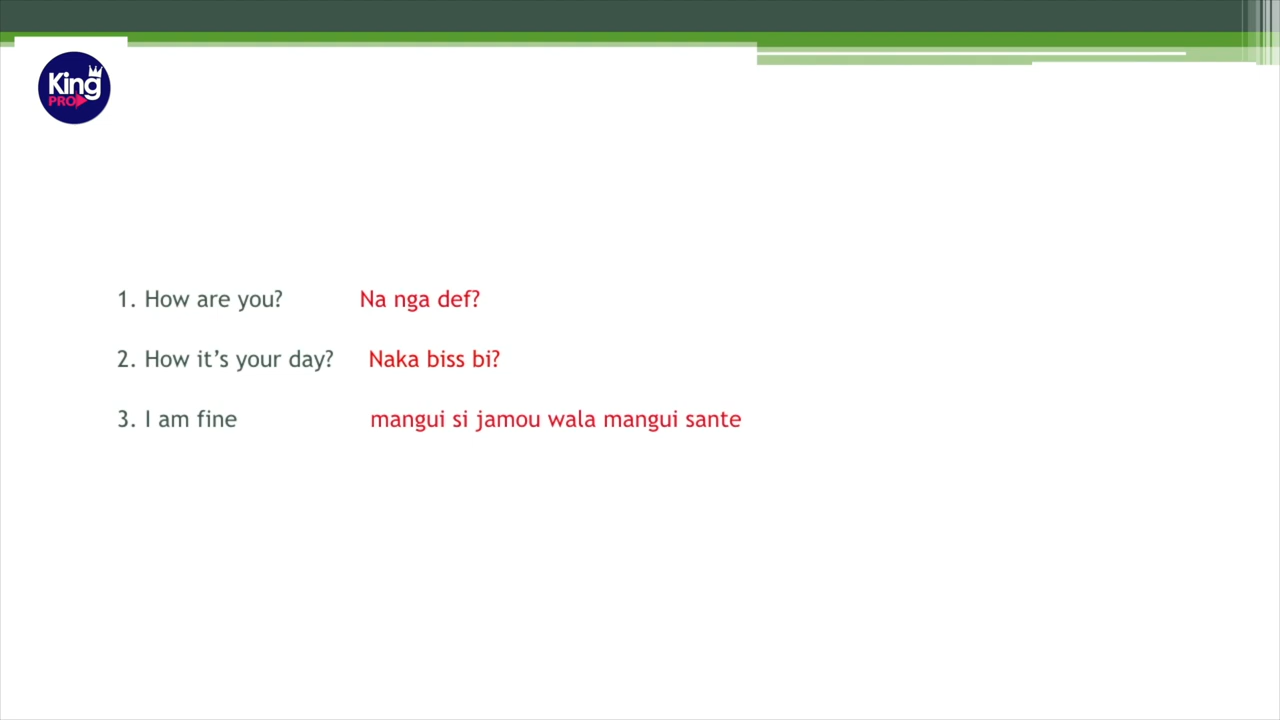 King
PRO
1. How are you? Na nga def?
2. How it’s your day? Naka biss bi?
3. I am fine mangui si jamou wala mangui sante